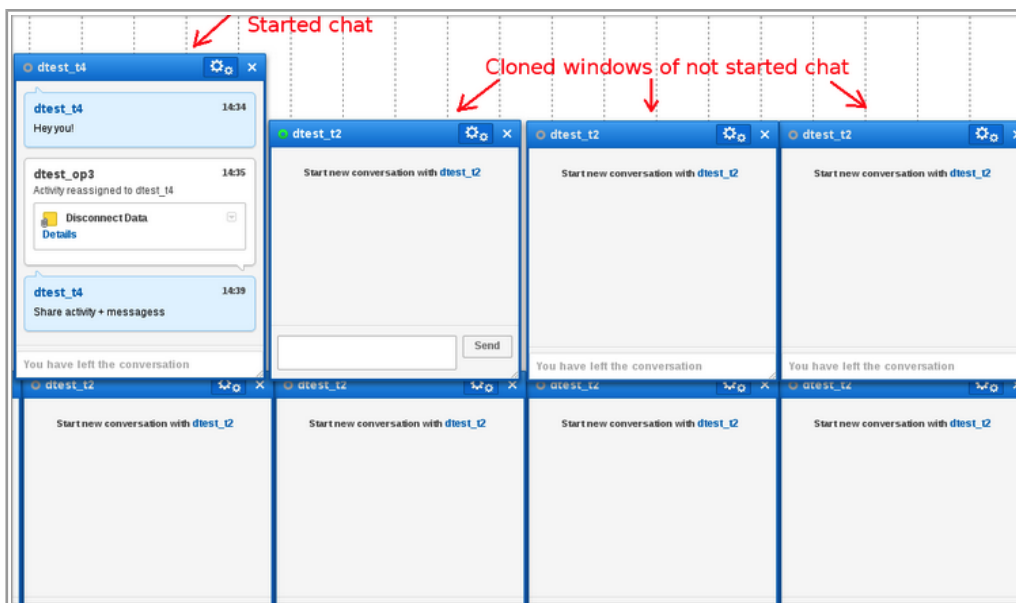 Started chat
Cloned windows of not started chat
dtest_t4
dtest_t4 14:34
Hey you!
dtest_op3 14:35
Activity reassigned to dtest_t4
Disconnect Data
Details
dtest_t4 14:39
Share activity + messagess
You have left the conversation
dtest_t2
Start new conversation with dtest_t2
Send
dtest_t2
Start new conversation with dtest_t2
You have left the conversation
dtest_t2
Start new conversation with dtest_t2
You have left the conversation
dtest_t2
Start new conversation with dtest_t2
dtest_t2
Start new conversation with dtest_t2
dtest_t2
Start new conversation with dtest_t2
dtest_t2
Start new conversation with dtest_t2